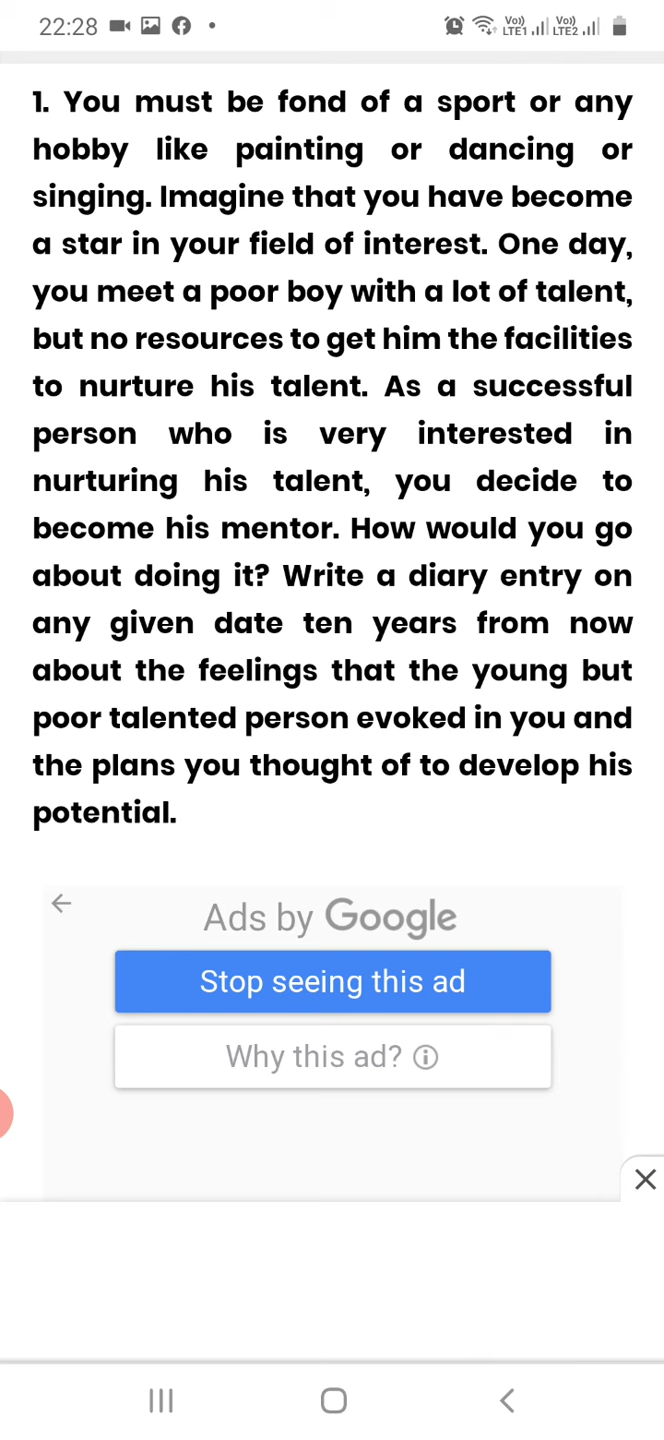 22:28
Vo)) LTE1 Vo)) LTE2
1. You must be fond of a sport or any
hobby like painting or dancing or
singing. Imagine that you have become
a star in your field of interest. One day,
you meet a poor boy with a lot of talent,
but no resources to get him the facilities
to nurture his talent. As a successful
person who is very interested in
nurturing his talent, you decide to
become his mentor. How would you go
about doing it? Write a diary entry on
any given date ten years from now
about the feelings that the young but
poor talented person evoked in you and
the plans you thought of to develop his
potential.
Ads by Google
Stop seeing this ad
Why this ad?